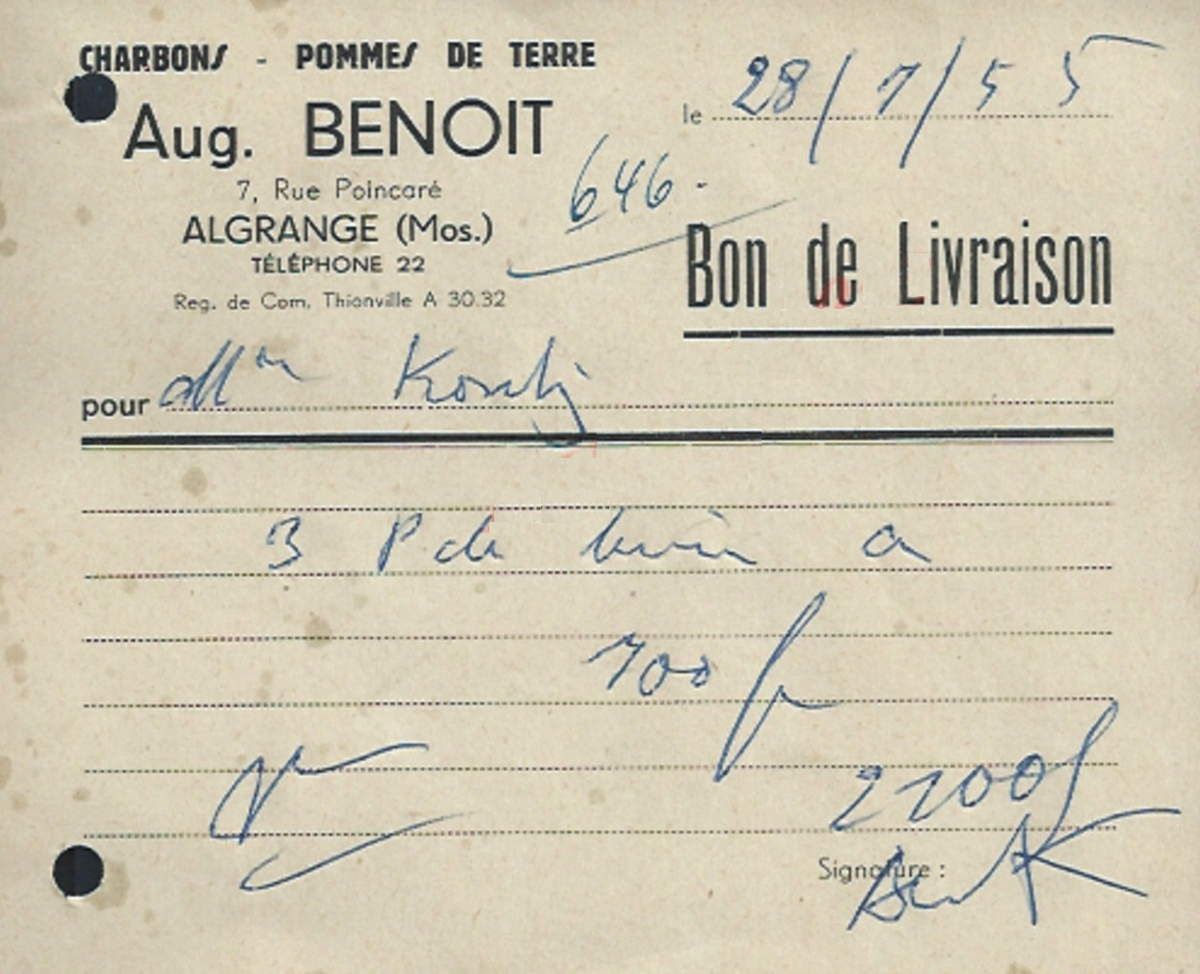 CHARBONS - POMMES DE TERRE
Aug. BENOIT
7, Rue Poincaré
ALGRANGE (Mos.)
TÉLÉPHONE 22
Reg. de Com. Thionville A 30.32
le 28/7/55
646.
Bon de Livraison
pour
3 P de a
700 f
2100 f
Signature :